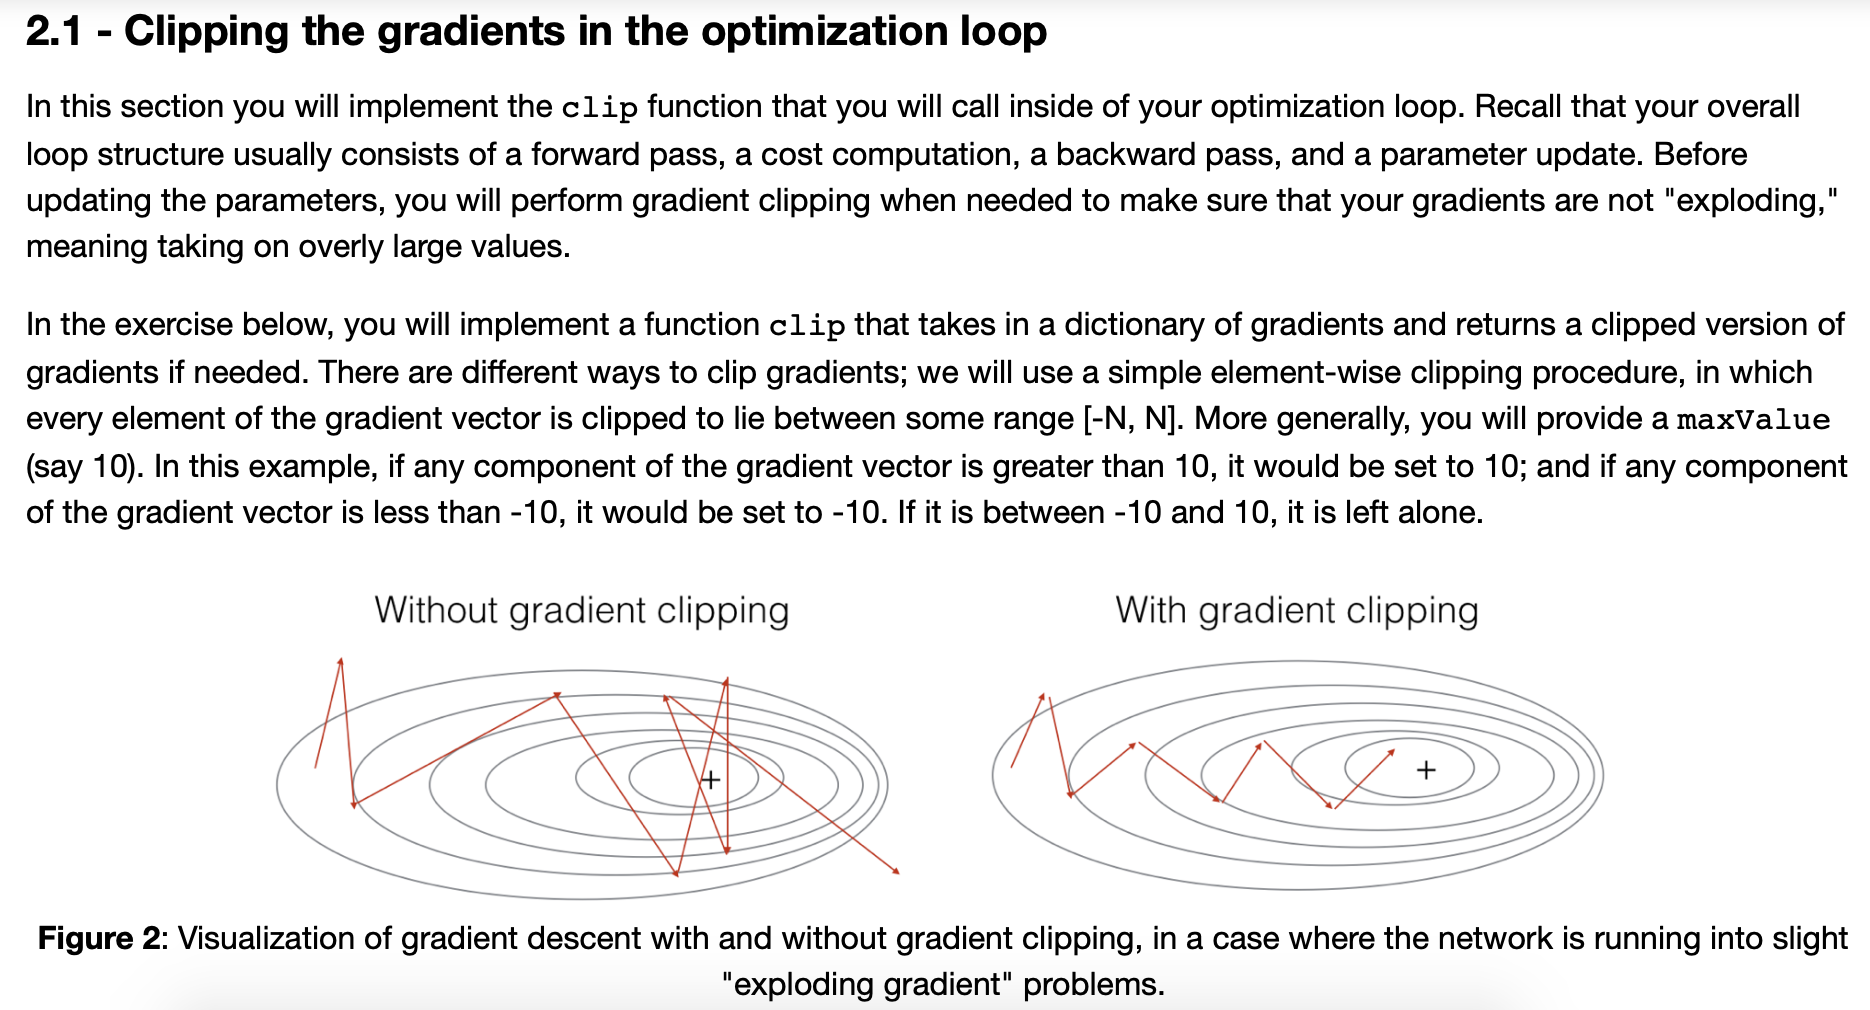 2.1 - Clipping the gradients in the optimization loop
In this section you will implement the clip function that you will call inside of your optimization loop. Recall that your overall
loop structure usually consists of a forward pass, a cost computation, a backward pass, and a parameter update. Before
updating the parameters, you will perform gradient clipping when needed to make sure that your gradients are not "exploding,"
meaning taking on overly large values.
In the exercise below, you will implement a function clip that takes in a dictionary of gradients and returns a clipped version of
gradients if needed. There are different ways to clip gradients; we will use a simple element-wise clipping procedure, in which
every element of the gradient vector is clipped to lie between some range [-N, N]. More generally, you will provide a maxValue
(say 10). In this example, if any component of the gradient vector is greater than 10, it would be set to 10; and if any component
of the gradient vector is less than -10, it would be set to -10. If it is between -10 and 10, it is left alone.
Without gradient clipping
With gradient clipping
+
+
Figure 2: Visualization of gradient descent with and without gradient clipping, in a case where the network is running into slight
"exploding gradient" problems.